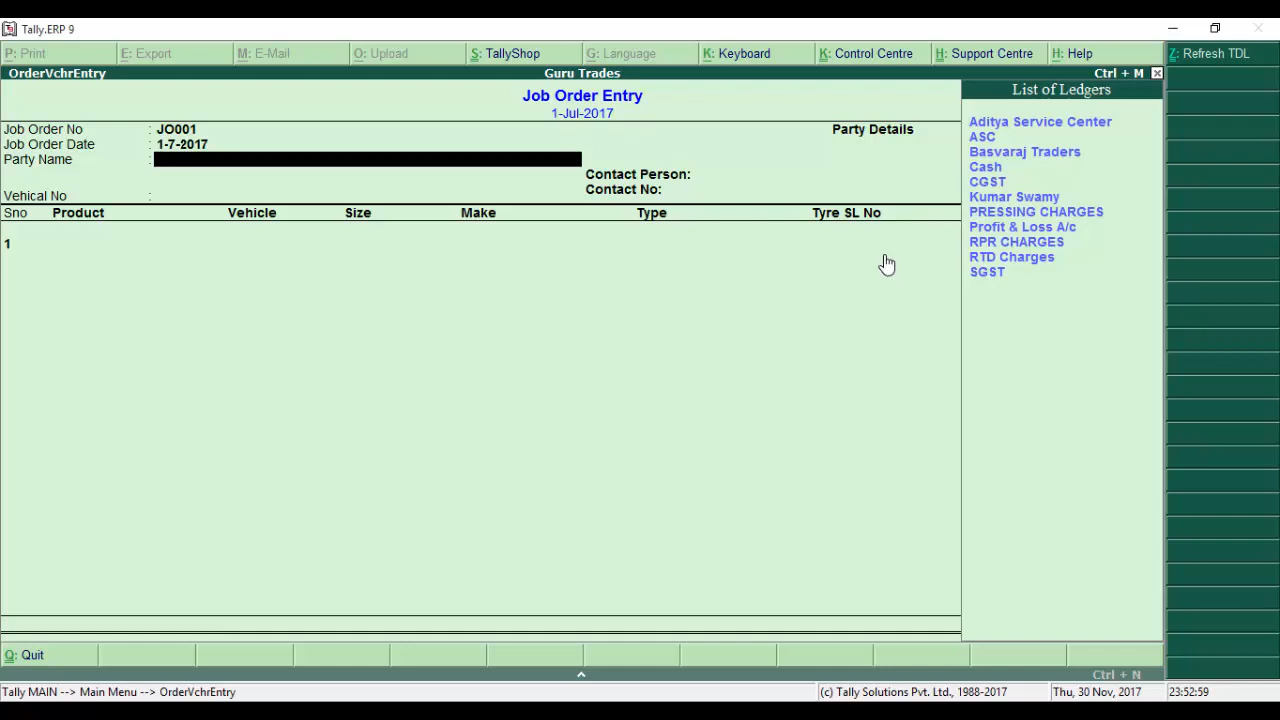 Tally.ERP 9
P: Print E: Export M: E-Mail O: Upload S: TallyShop G: Language K: Keyboard K: Control Centre H: Support Centre H: Help Z: Refresh TDL
OrderVchrEntry Guru Trades Ctrl + M
Job Order Entry
1-Jul-2017
Job Order No : JO001
Job Order Date : 1-7-2017
Party Name :
Party Details
Contact Person:
Contact No:
Vehical No :
Sno Product Vehicle Size Make Type Tyre SL No
1
List of Ledgers
Aditya Service Center
ASC
Basvaraj Traders
Cash
CGST
Kumar Swamy
PRESSING CHARGES
Profit & Loss A/c
RPR CHARGES
RTD Charges
SGST
Q: Quit
Ctrl + N
Tally MAIN --> Main Menu --> OrderVchrEntry (c) Tally Solutions Pvt. Ltd., 1988-2017 Thu, 30 Nov, 2017 23:52:59